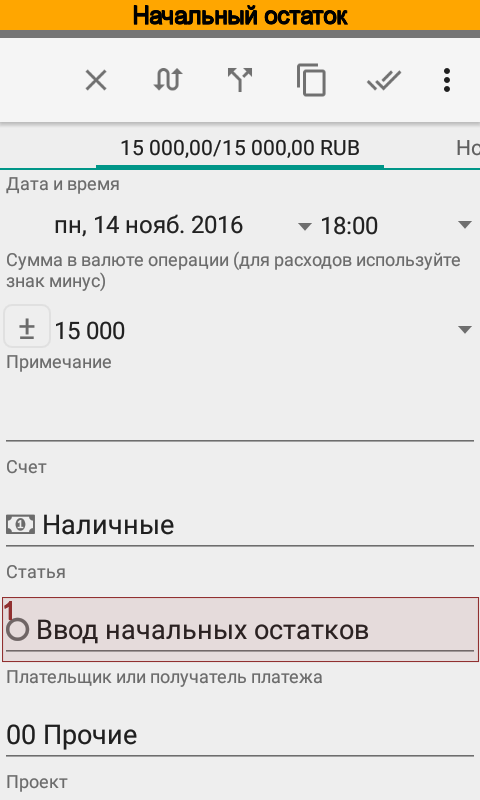 Начальный остаток
15 000,00/15 000,00 RUB
Но
Дата и время
пн, 14 нояб. 2016
18:00
Сумма в валюте операции (для расходов используйте
знак минус)
± 15 000
Примечание
Счет
1 Наличные
Статья
1
Ввод начальных остатков
Плательщик или получатель платежа
00 Прочие
Проект